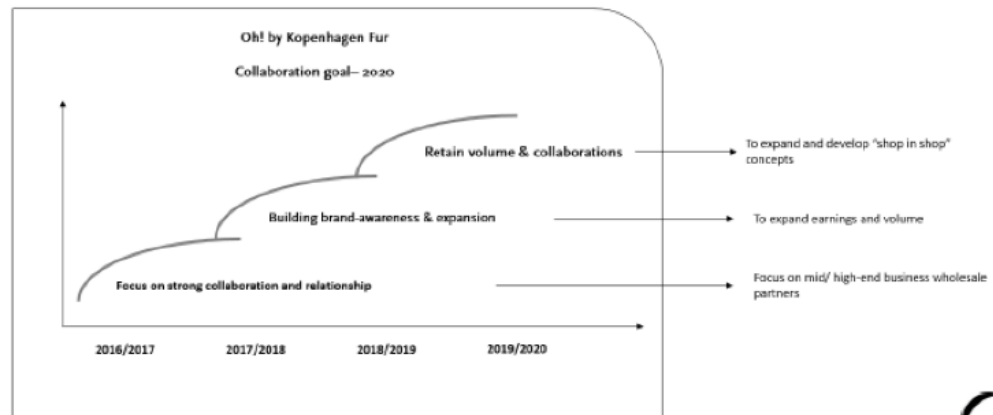 Oh! by Kopenhagen Fur
Collaboration goal– 2020
Retain volume & collaborations
To expand and develop "shop in shop"
concepts
Building brand-awareness & expansion
To expand earnings and volume
Focus on strong collaboration and relationship
Focus on mid/ high-end business wholesale
partners
2016/2017
2017/2018
2018/2019
2019/2020